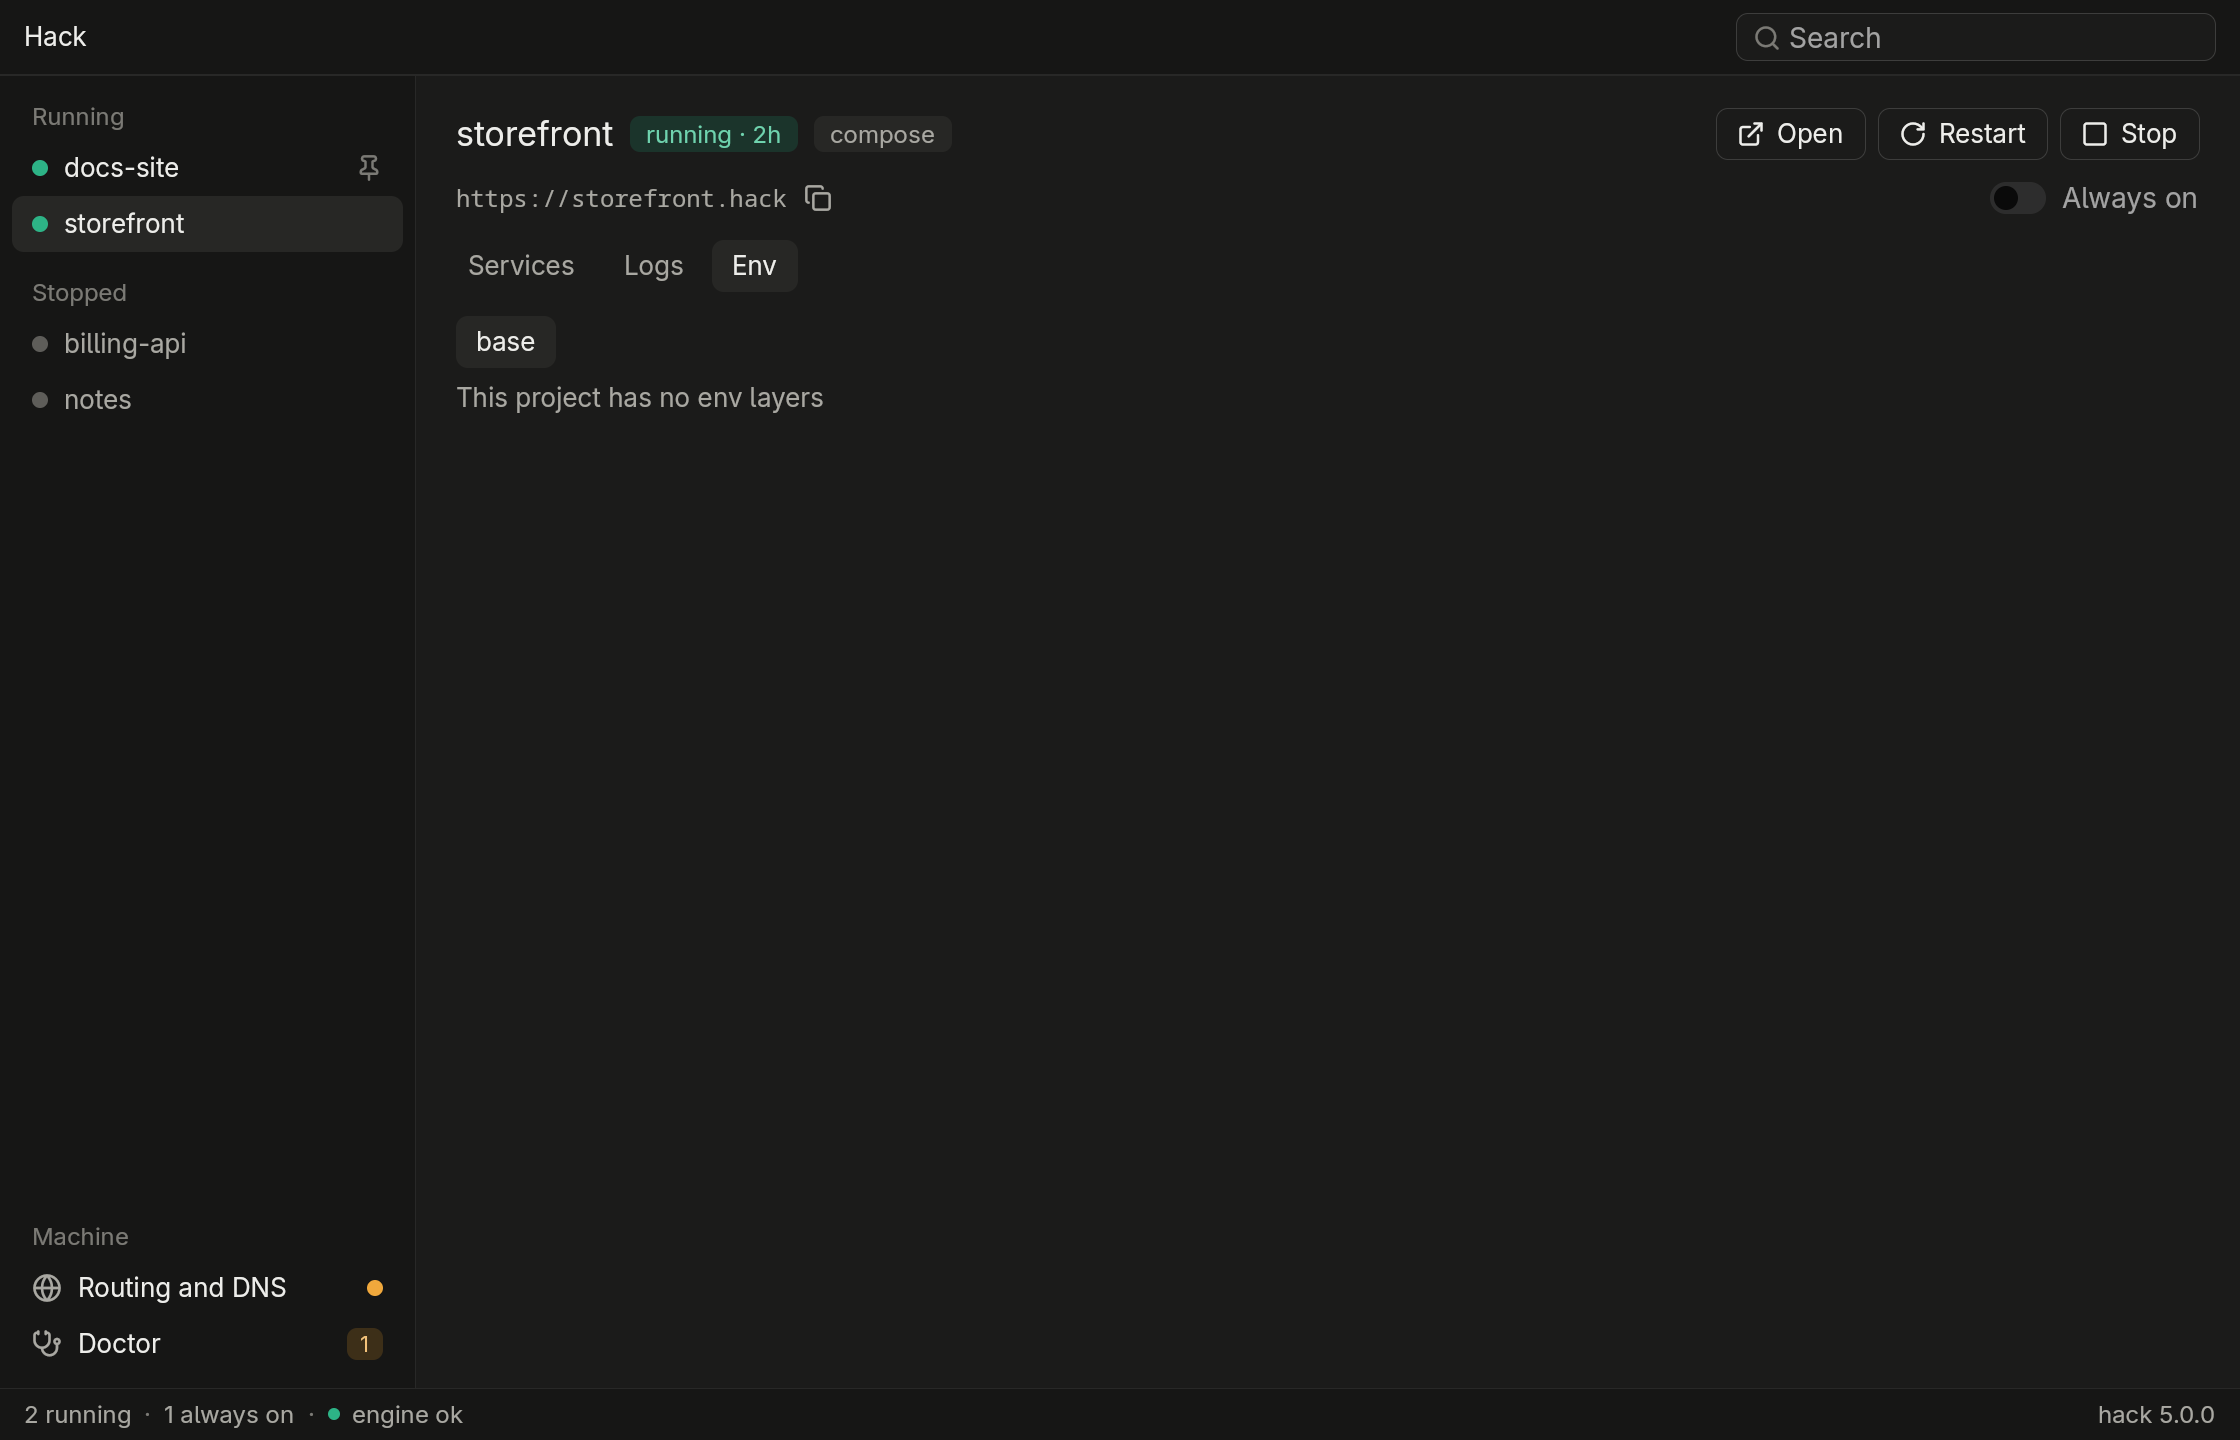 Hack
Search
Running
docs-site
storefront
Stopped
billing-api
notes
Machine
Routing and DNS
Doctor 1
storefront running · 2h compose
Open Restart Stop
https://storefront.hack
Always on
Services Logs Env
base
This project has no env layers
2 running · 1 always on · engine ok
hack 5.0.0